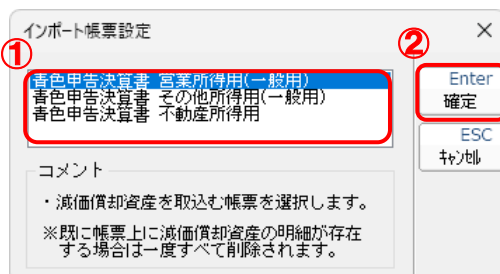 インポート帳票設定
①
②
青色申告決算書 営業所得用(一般用)
青色申告決算書 その他所得用(一般用)
青色申告決算書 不動産所得用
Enter
確定
ESC
ｷｬﾝｾﾙ
コメント
・減価償却資産を取込む帳票を選択します。
※既に帳票上に減価償却資産の明細が存在
する場合は一度すべて削除されます。